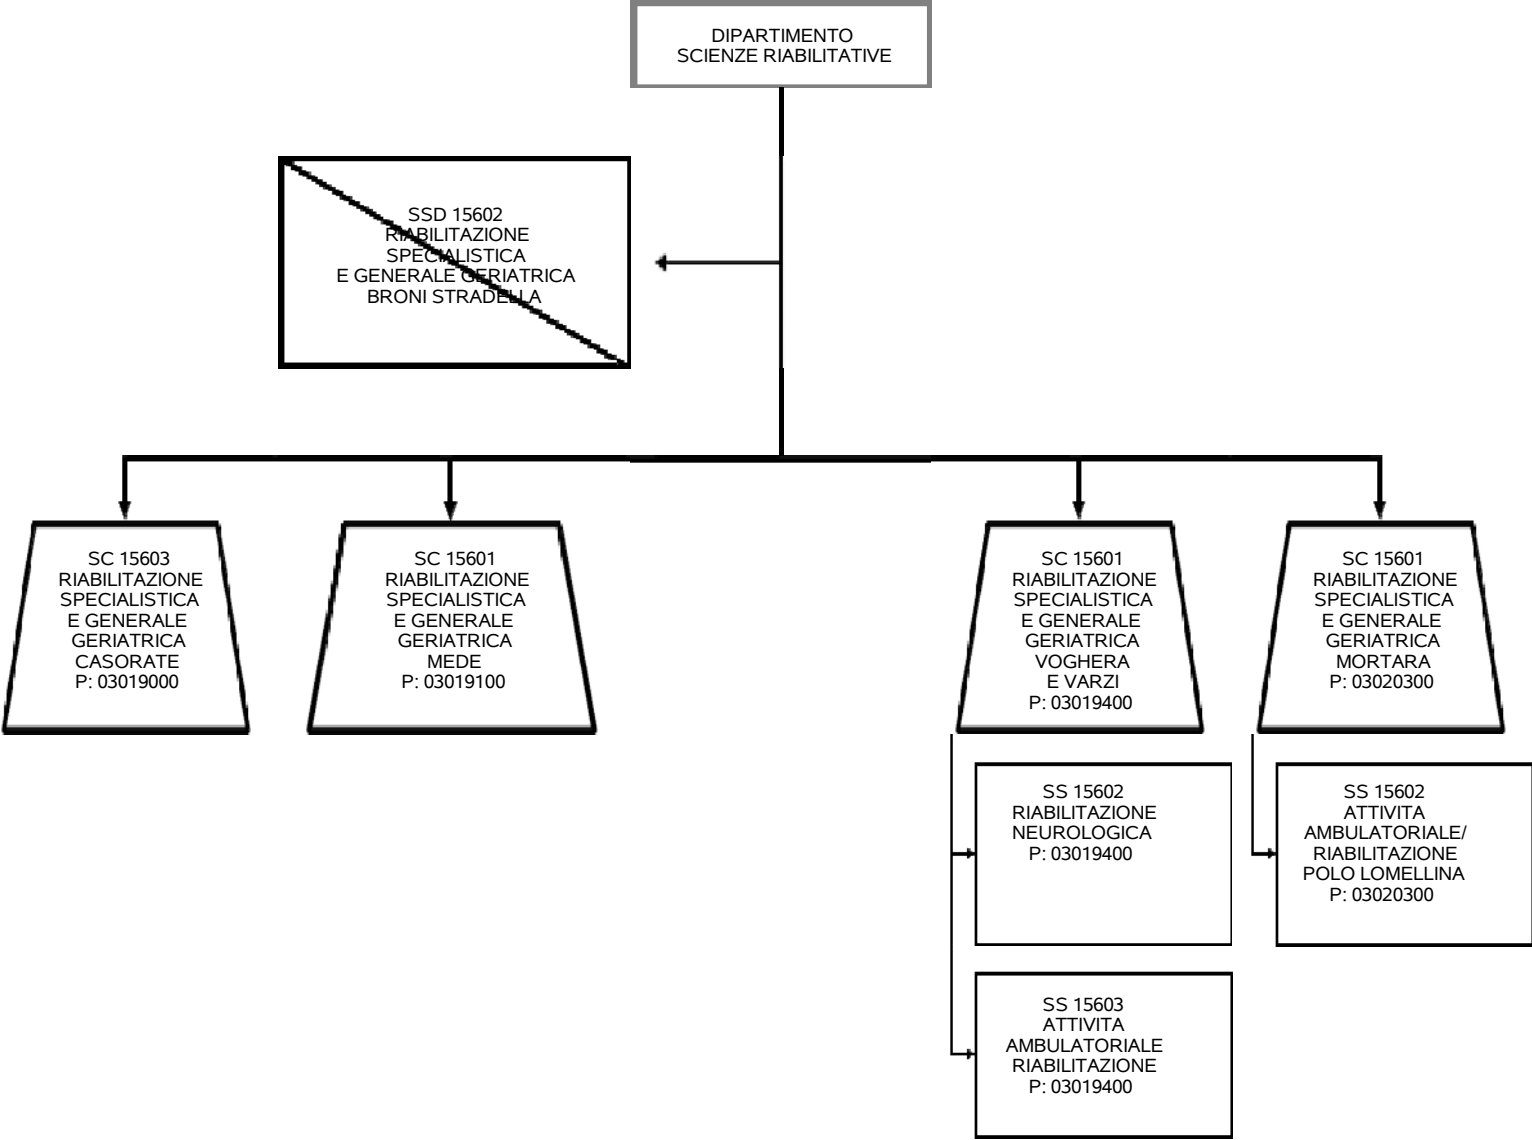 DIPARTIMENTO
SCIENZE RIABILITATIVE
SSD 15602
RIABILITAZIONE
SPECIALISTICA
E GENERALE GERIATRICA
BRONI STRADELLA
SC 15603
RIABILITAZIONE
SPECIALISTICA
E GENERALE
GERIATRICA
CASORATE
P: 03019000
SC 15601
RIABILITAZIONE
SPECIALISTICA
E GENERALE
GERIATRICA
MEDE
P: 03019100
SC 15601
RIABILITAZIONE
SPECIALISTICA
E GENERALE
GERIATRICA
VOGHERA
E VARZI
P: 03019400
SC 15601
RIABILITAZIONE
SPECIALISTICA
E GENERALE
GERIATRICA
MORTARA
P: 03020300
SS 15602
RIABILITAZIONE
NEUROLOGICA
P: 03019400
SS 15602
ATTIVITA
AMBULATORIALE/
RIABILITAZIONE
POLO LOMELLINA
P: 03020300
SS 15603
ATTIVITA
AMBULATORIALE
RIABILITAZIONE
P: 03019400